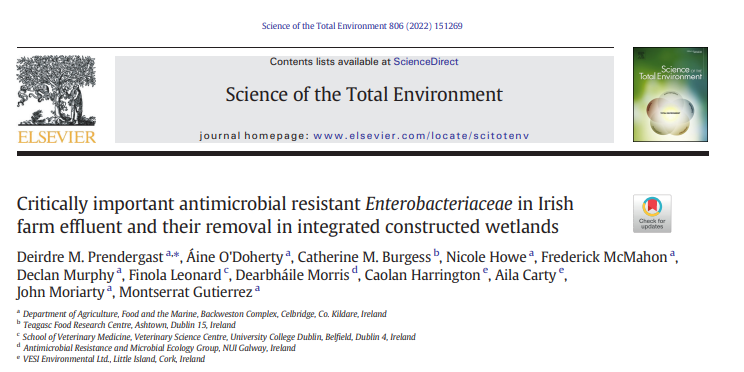 Science of the Total Environment 806 (2022) 151269
Contents lists available at ScienceDirect
Science of the Total Environment
journal homepage: www.elsevier.com/locate/scitotenv
ELSEVIER
Science of the
Total Environment
Critically important antimicrobial resistant Enterobacteriaceae in Irish
farm effluent and their removal in integrated constructed wetlands
Check for
updates
Deirdre M. Prendergast a,*, Áine O'Doherty a, Catherine M. Burgess b, Nicole Howe a, Frederick McMahon a,
Declan Murphy a, Finola Leonard c, Dearbháile Morris d, Caolan Harrington e, Aila Carty e,
John Moriarty a, Montserrat Gutierrez a
a Department of Agriculture, Food and the Marine, Backweston Complex, Celbridge, Co. Kildare, Ireland
b Teagasc Food Research Centre, Ashtown, Dublin 15, Ireland
c School of Veterinary Medicine, Veterinary Science Centre, University College Dublin, Belfield, Dublin 4, Ireland
d Antimicrobial Resistance and Microbial Ecology Group, NUI Galway, Ireland
e VESI Environmental Ltd., Little Island, Cork, Ireland